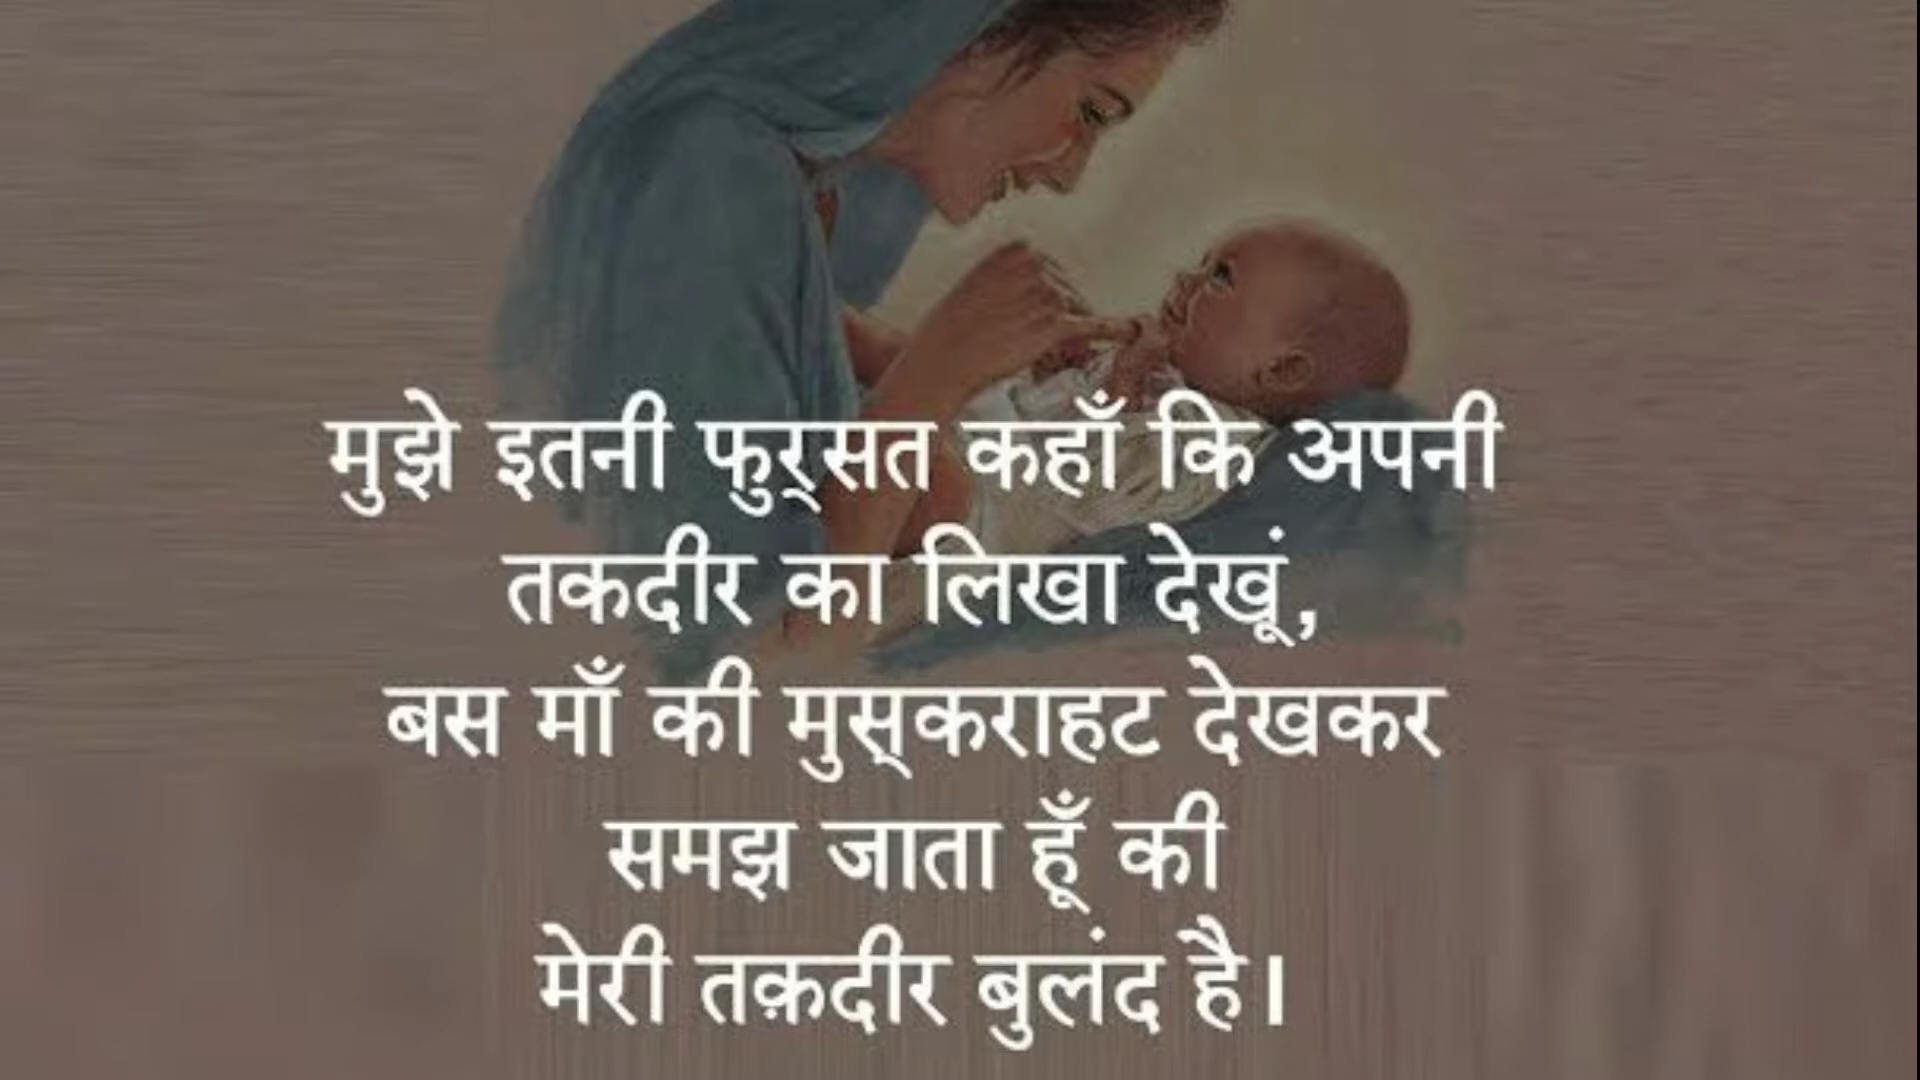 मुझे इतनी फ़ुर्सत कहाँ कि अपनी
तकदीर का लिखा देखूं,
बस माँ की मुस्कराहट देखकर
समझ जाता हूँ की
मेरी तक़दीर बुलंद है।